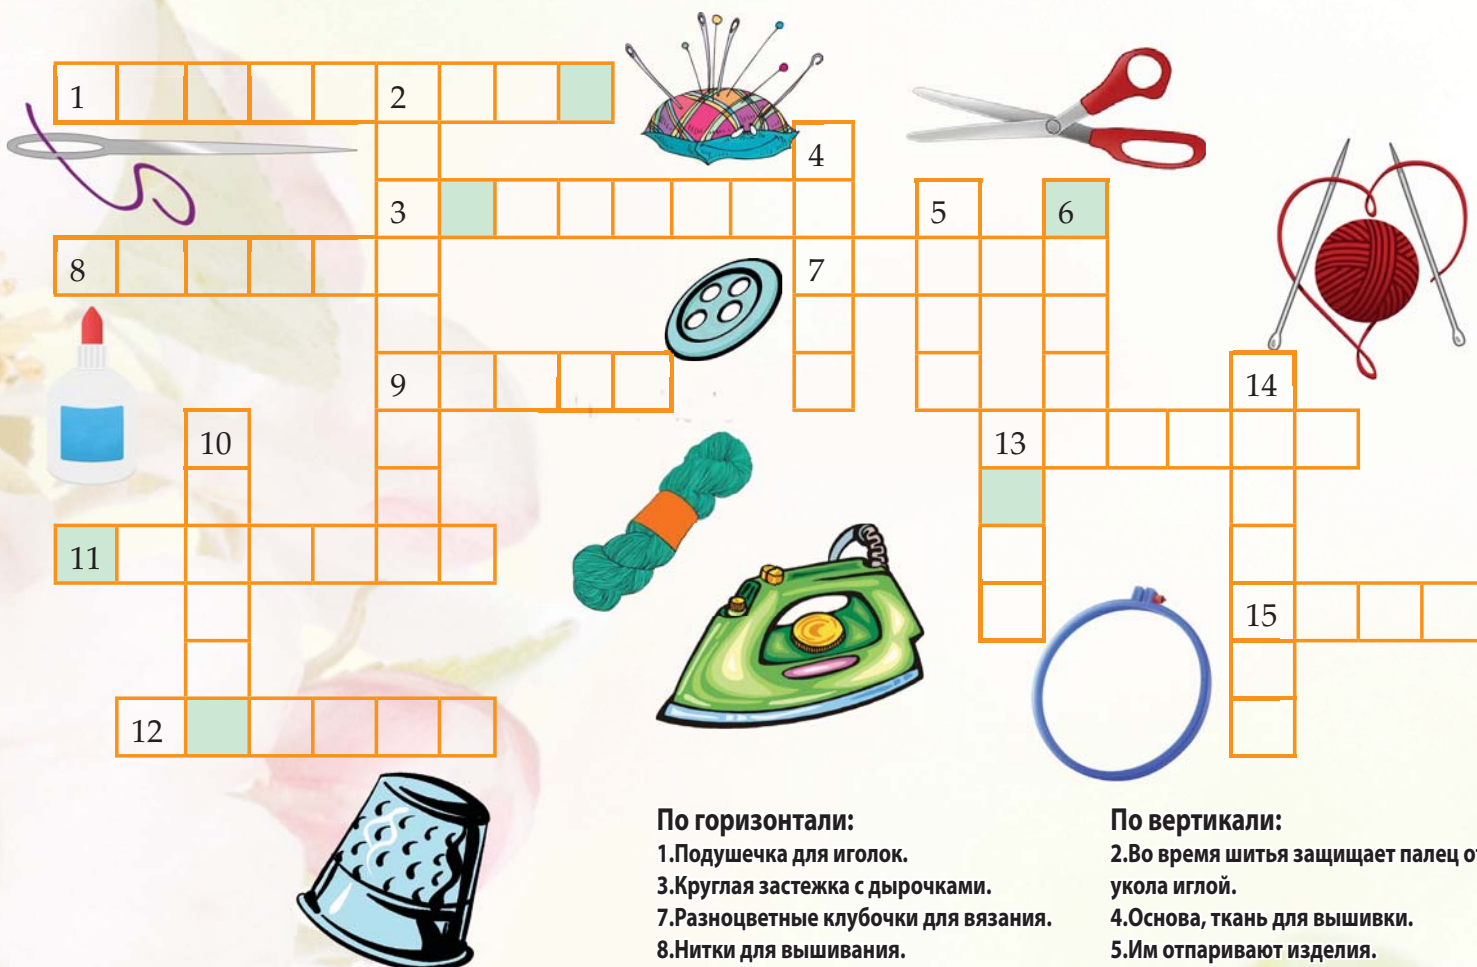 1 2
4
3 5 6
8 7
9 14
10 13
11
15
12
По горизонтали:
1.Подушечка для иголок.
3.Круглая застежка с дырочками.
7.Разноцветные клубочки для вязания.
8.Нитки для вышивания.
По вертикали:
2.Во время шитья защищает палец от
укола иглой.
4.Основа, ткань для вышивки.
5.Им отпаривают изделия.